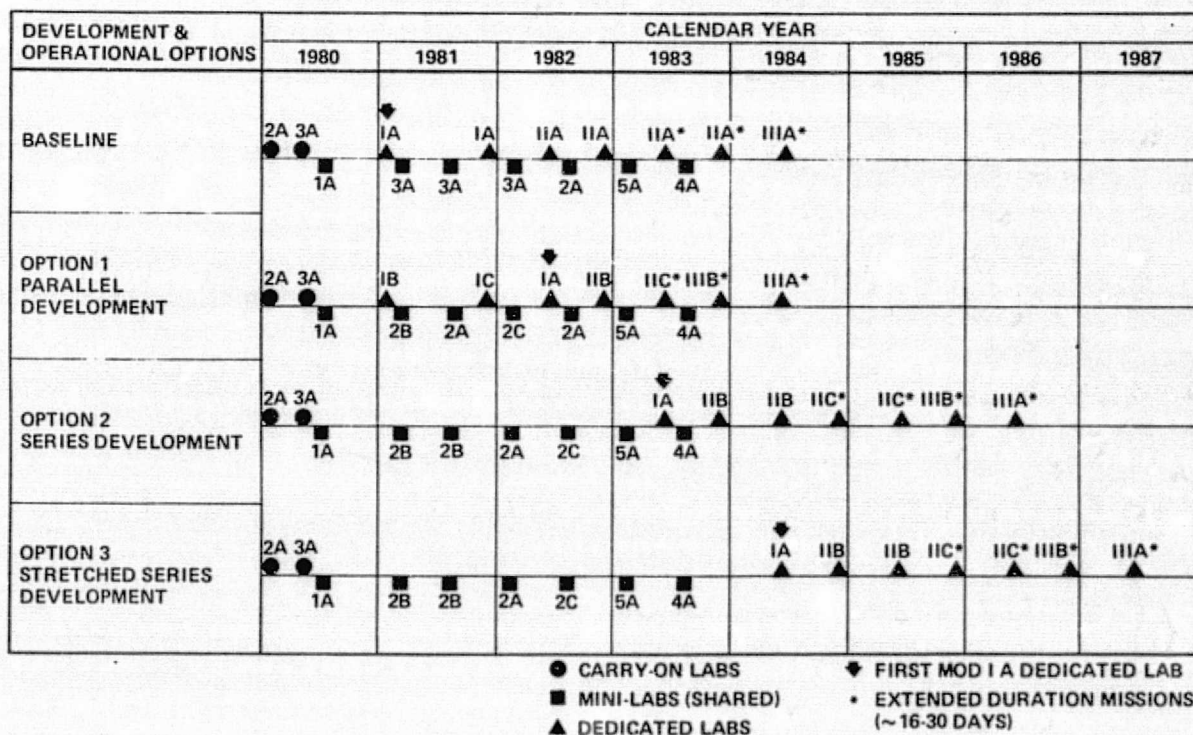 DEVELOPMENT &
OPERATIONAL OPTIONS
CALENDAR YEAR
1980 1981 1982 1983 1984 1985 1986 1987
BASELINE
2A 3A IA IA IIA IIA IIA* IIA* IIIA*
1A 3A 3A 3A 2A 5A 4A
OPTION 1
PARALLEL
DEVELOPMENT
2A 3A IB IC IA IIB IIC* IIIB* IIIA*
1A 2B 2A 2C 2A 5A 4A
OPTION 2
SERIES DEVELOPMENT
2A 3A IA IIB IIB IIC* IIC* IIIB* IIIA*
1A 2B 2B 2A 2C 5A 4A
OPTION 3
STRETCHED SERIES
DEVELOPMENT
2A 3A IA IIB IIB IIC* IIC* IIIB* IIIA*
1A 2B 2B 2A 2C 5A 4A
CARRY-ON LABS
MINI-LABS (SHARED)
DEDICATED LABS
FIRST MOD I A DEDICATED LAB
* EXTENDED DURATION MISSIONS
(~16-30 DAYS)